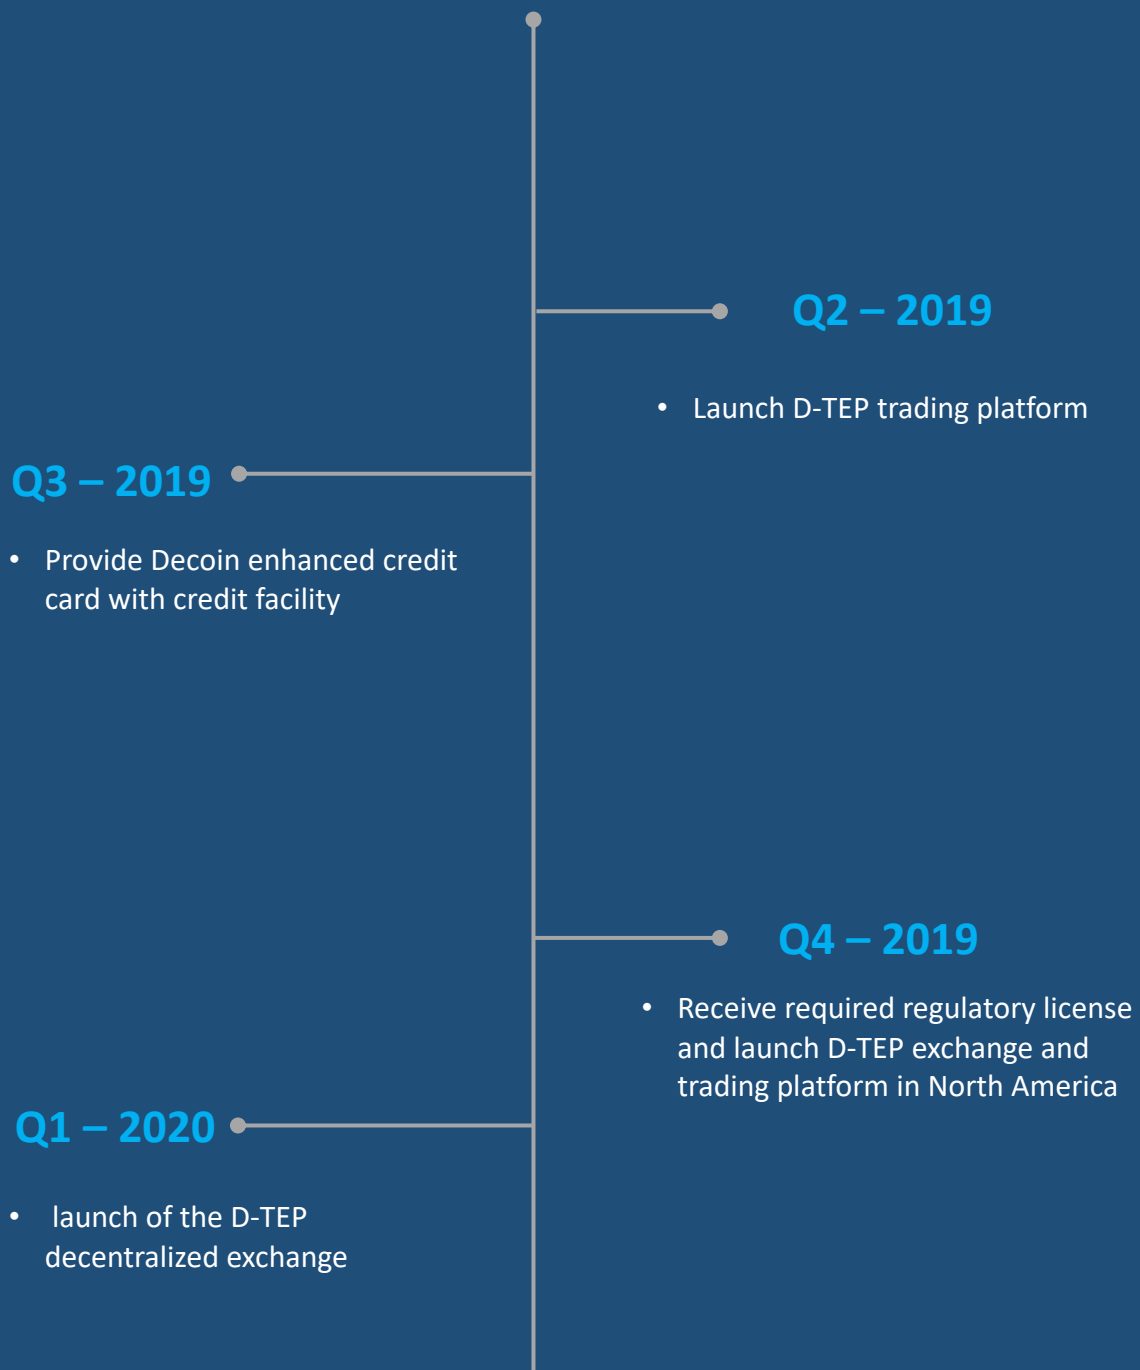 Q2 – 2019
• Launch D-TEP trading platform
Q3 – 2019
• Provide Decoin enhanced credit
card with credit facility
Q4 – 2019
• Receive required regulatory license
and launch D-TEP exchange and
trading platform in North America
Q1 – 2020
• launch of the D-TEP
decentralized exchange